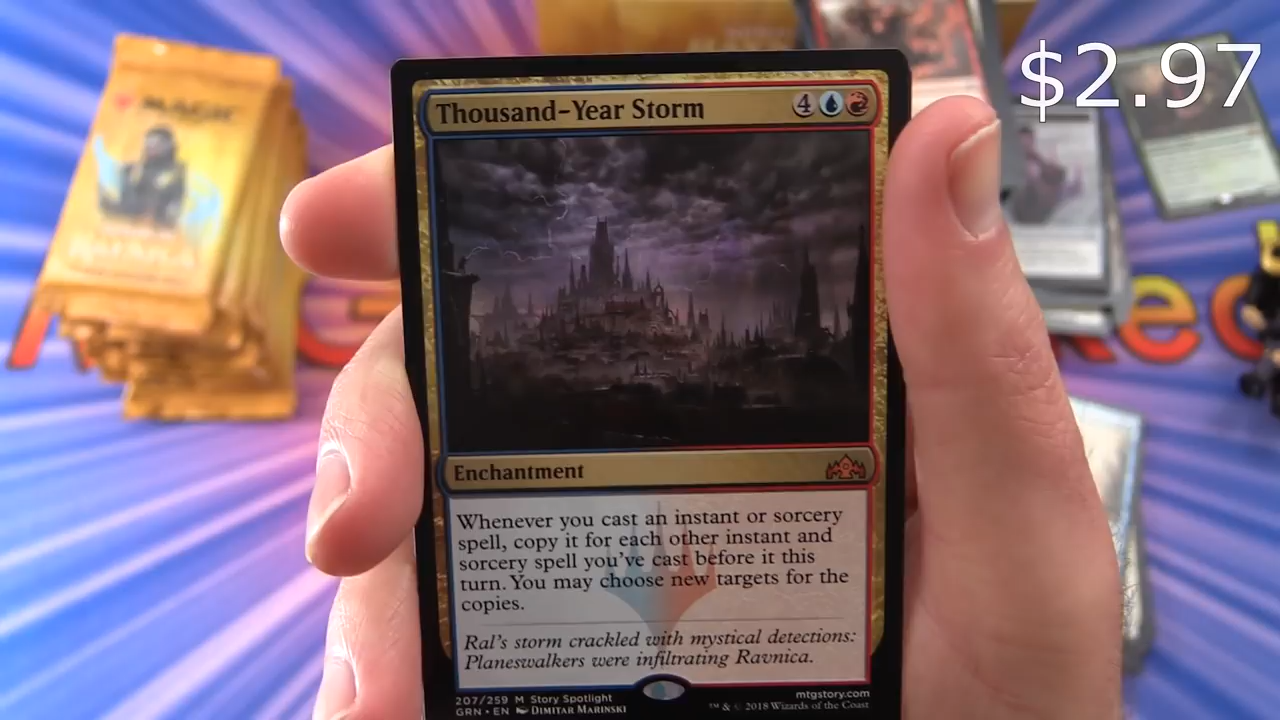 $2.97
MAGIC
Thousand-Year Storm 4
Enchantment
Whenever you cast an instant or sorcery
spell, copy it for each other instant and
sorcery spell you've cast before it this
turn. You may choose new targets for the
copies.
Ral's storm crackled with mystical detections:
Planeswalkers were infiltrating Ravnica.
207/259 M Story Spotlight
GRN • EN Dimitar Marinski
mtgstory.com
™ & © 2018 Wizards of the Coast